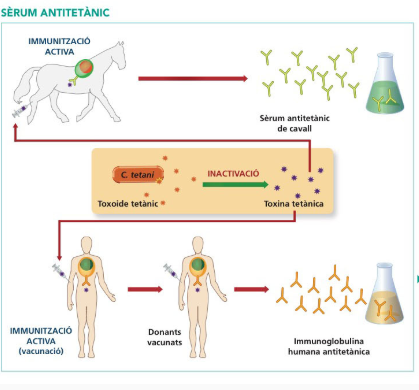 SÈRUM ANTITETÀNIC
IMMUNITZACIÓ
ACTIVA
Sèrum antitetànic
de cavall
C. tetani
INACTIVACIÓ
Toxoide tetànic
Toxina tetànica
IMMUNITZACIÓ
ACTIVA
(vacunació)
Donants
vacunats
Immunoglobulina
humana antitetànica